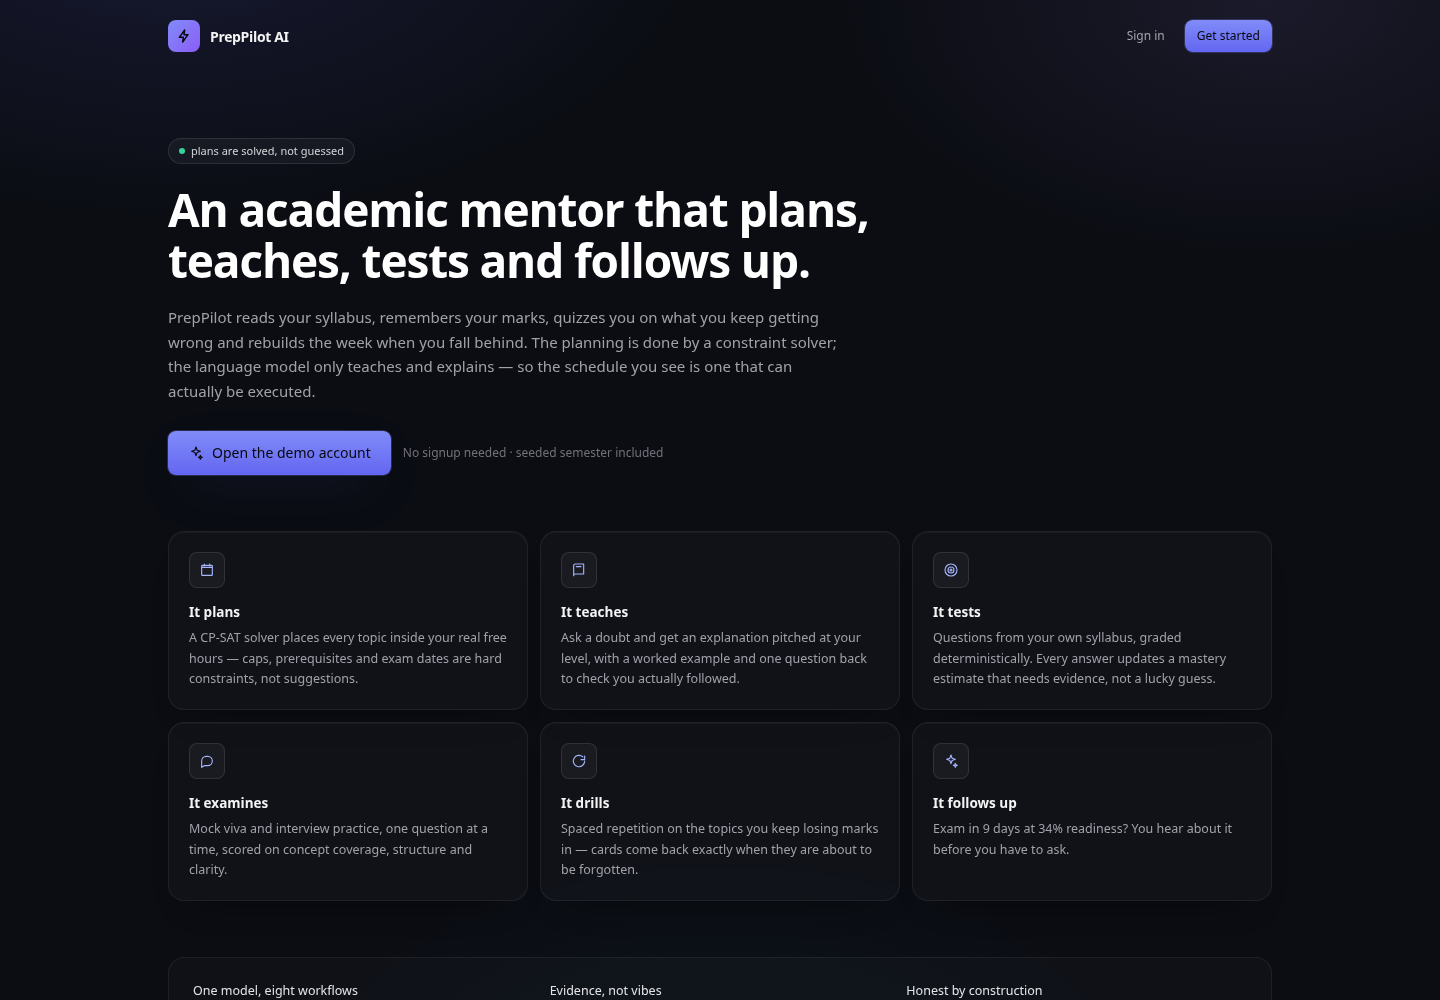 PrepPilot AI
Sign in
Get started
plans are solved, not guessed
An academic mentor that plans,
teaches, tests and follows up.
PrepPilot reads your syllabus, remembers your marks, quizzes you on what you keep getting
wrong and rebuilds the week when you fall behind. The planning is done by a constraint solver;
the language model only teaches and explains — so the schedule you see is one that can
actually be executed.
Open the demo account
No signup needed · seeded semester included
It plans
A CP-SAT solver places every topic inside your real free
hours — caps, prerequisites and exam dates are hard
constraints, not suggestions.
It teaches
Ask a doubt and get an explanation pitched at your
level, with a worked example and one question back
to check you actually followed.
It tests
Questions from your own syllabus, graded
deterministically. Every answer updates a mastery
estimate that needs evidence, not a lucky guess.
It examines
Mock viva and interview practice, one question at a
time, scored on concept coverage, structure and
clarity.
It drills
Spaced repetition on the topics you keep losing marks
in — cards come back exactly when they are about to
be forgotten.
It follows up
Exam in 9 days at 34% readiness? You hear about it
before you have to ask.
One model, eight workflows
Evidence, not vibes
Honest by construction